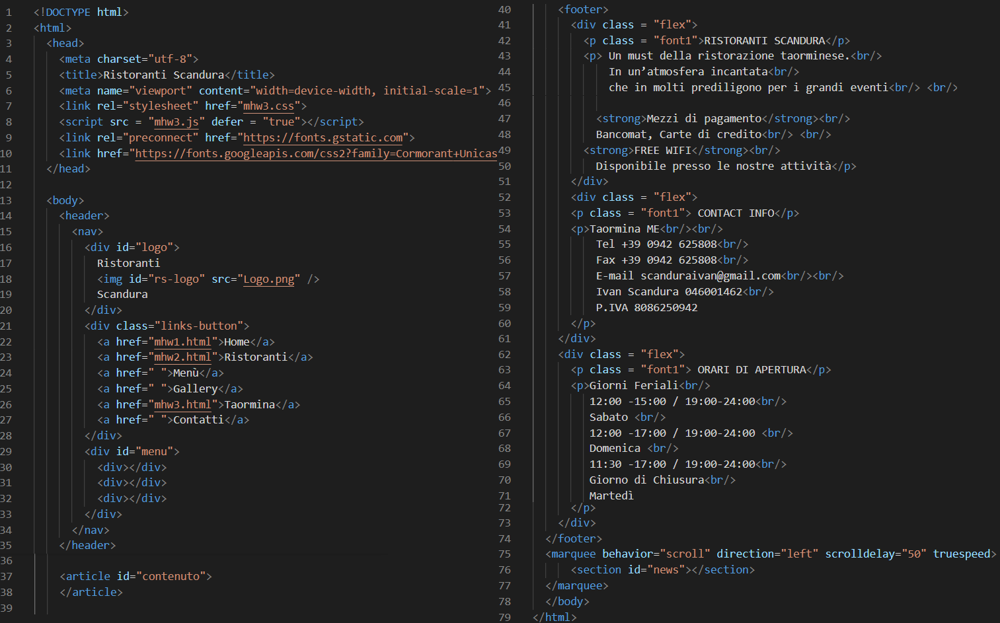 1 <!DOCTYPE html>
2 <html>
3 <head>
4 <meta charset="utf-8">
5 <title>Ristoranti Scandura</title>
6 <meta name="viewport" content="width=device-width, initial-scale=1">
7 <link rel="stylesheet" href="mhw3.css">
8 <script src = "mhw3.js" defer = "true"></script>
9 <link rel="preconnect" href="https://fonts.gstatic.com">
10 <link href="https://fonts.googleapis.com/css2?family=Cormorant+Unicas
11 </head>
12
13 <body>
14 <header>
15 <nav>
16 <div id="logo">
17 Ristoranti
18 <img id="rs-logo" src="Logo.png" />
19 Scandura
20 </div>
21 <div class="links-button">
22 <a href="mhw1.html">Home</a>
23 <a href="mhw2.html">Ristoranti</a>
24 <a href=" ">Menù</a>
25 <a href=" ">Gallery</a>
26 <a href="mhw3.html">Taormina</a>
27 <a href=" ">Contatti</a>
28 </div>
29 <div id="menu">
30 <div></div>
31 <div></div>
32 <div></div>
33 </div>
34 </nav>
35 </header>
36
37 <article id="contenuto">
38 </article>
39
40 <footer>
41 <div class = "flex">
42 <p class = "font1">RISTORANTI SCANDURA</p>
43 <p> Un must della ristorazione taorminese.<br/>
44 In un’atmosfera incantata<br/>
45 che in molti prediligono per i grandi eventi<br/> <br/>
46
47 <strong>Mezzi di pagamento</strong><br/>
48 Bancomat, Carte di credito<br/> <br/>
49 <strong>FREE WIFI</strong><br/>
50 Disponibile presso le nostre attività</p>
51 </div>
52 <div class = "flex">
53 <p class = "font1"> CONTACT INFO</p>
54 <p>Taormina ME<br/><br/>
55 Tel +39 0942 625808<br/>
56 Fax +39 0942 625808<br/>
57 E-mail scanduraivan@gmail.com<br/><br/>
58 Ivan Scandura 046001462<br/>
59 P.IVA 8086250942
60 </p>
61 </div>
62 <div class = "flex">
63 <p class = "font1"> ORARI DI APERTURA</p>
64 <p>Giorni Feriali<br/>
65 12:00 -15:00 / 19:00-24:00<br/>
66 Sabato <br/>
67 12:00 -17:00 / 19:00-24:00 <br/>
68 Domenica <br/>
69 11:30 -17:00 / 19:00-24:00<br/>
70 Giorno di Chiusura<br/>
71 Martedì
72 </p>
73 </div>
74 </footer>
75 <marquee behavior="scroll" direction="left" scrolldelay="50" truespeed>
76 <section id="news"></section>
77 </marquee>
78 </body>
79 </html>